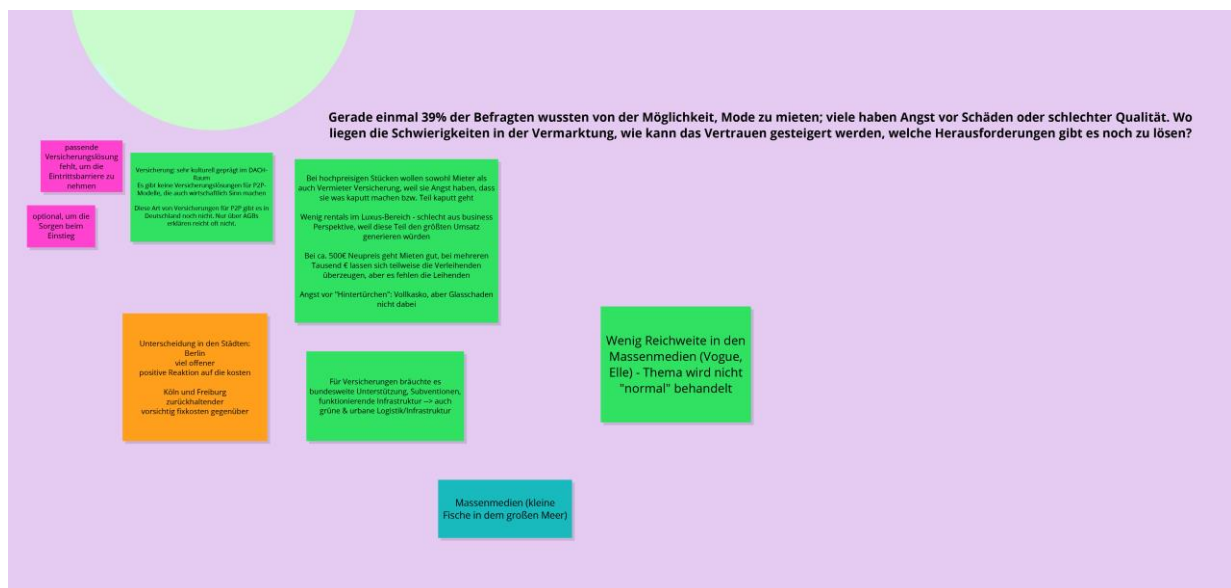 Gerade einmal 39% der Befragten wussten von der Möglichkeit, Mode zu mieten; viele haben Angst vor Schäden oder schlechter Qualität. Wo
liegen die Schwierigkeiten in der Vermarktung, wie kann das Vertrauen gesteigert werden, welche Herausforderungen gibt es noch zu lösen?
passende
Versicherungslösung
fehlt, um die
Eintrittsbarriere zu
nehmen
optional, um die
Sorgen beim
Einstieg
Versicherung: sehr kulturell geprägt im DACH-
Raum
Es gibt keine Versicherungslösungen für P2P-
Modelle, die auch wirtschaftlich Sinn machen
Diese Art von Versicherungen für P2P gibt es in
Deutschland noch nicht. Nur über AGBs
erklären reicht oft nicht.
Bei hochpreisigen Stücken wollen sowohl Mieter als
auch Vermieter Versicherung, weil sie Angst haben, dass
sie was kaputt machen bzw. Teil kaputt geht
Wenig rentals im Luxus-Bereich - schlecht aus business
Perspektive, weil diese Teil den größten Umsatz
generieren würden
Bei ca. 500€ Neupreis geht Mieten gut, bei mehreren
Tausend € lassen sich teilweise die Verleihenden
überzeugen, aber es fehlen die Leihenden
Angst vor "Hintertürchen": Vollkasko, aber Glasschaden
nicht dabei
Unterscheidung in den Städten:
Berlin
viel offener
positive Reaktion auf die kosten
Köln und Freiburg
zurückhaltender
vorsichtig fixkosten gegenüber
Für Versicherungen bräuchte es
bundesweite Unterstützung, Subventionen,
funktionierende Infrastruktur --> auch
grüne & urbane Logistik/Infrastruktur
Wenig Reichweite in den
Massenmedien (Vogue,
Elle) - Thema wird nicht
"normal" behandelt
Massenmedien (kleine
Fische in dem großen Meer)